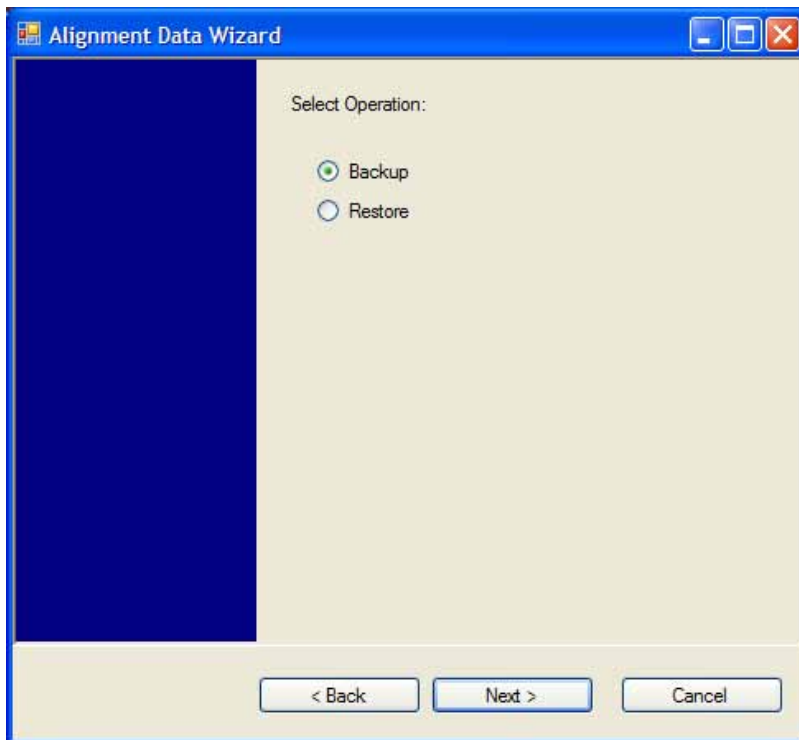 Alignment Data Wizard
Select Operation:
Backup
Restore
< Back
Next >
Cancel